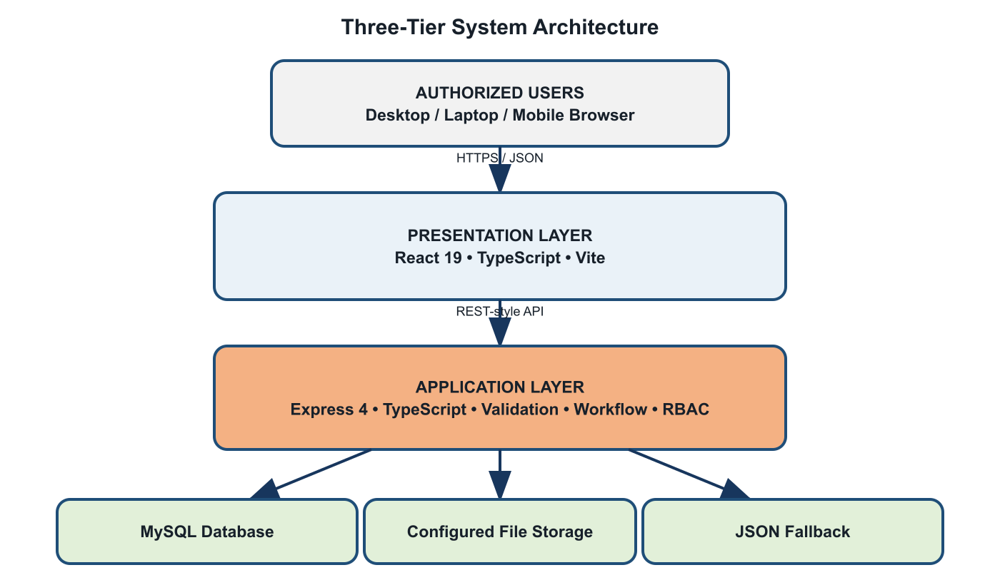 Three-Tier System Architecture
AUTHORIZED USERS
Desktop / Laptop / Mobile Browser
HTTPS / JSON
PRESENTATION LAYER
React 19 • TypeScript • Vite
REST-style API
APPLICATION LAYER
Express 4 • TypeScript • Validation • Workflow • RBAC
MySQL Database
Configured File Storage
JSON Fallback